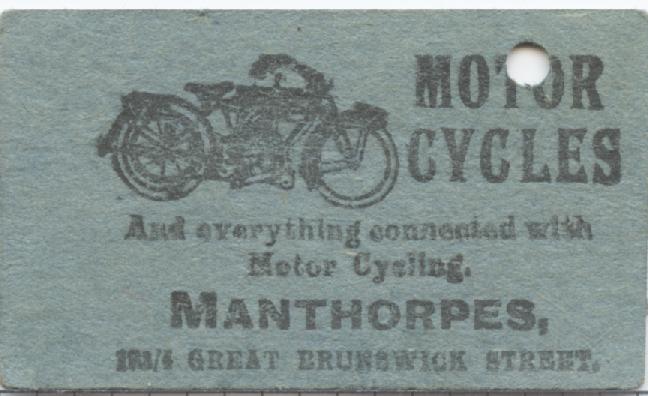 MOTOR
CYCLES
And everything connected with
Motor Cycling.
MANTHORPES,
GREAT BRUNSWICK STREET.